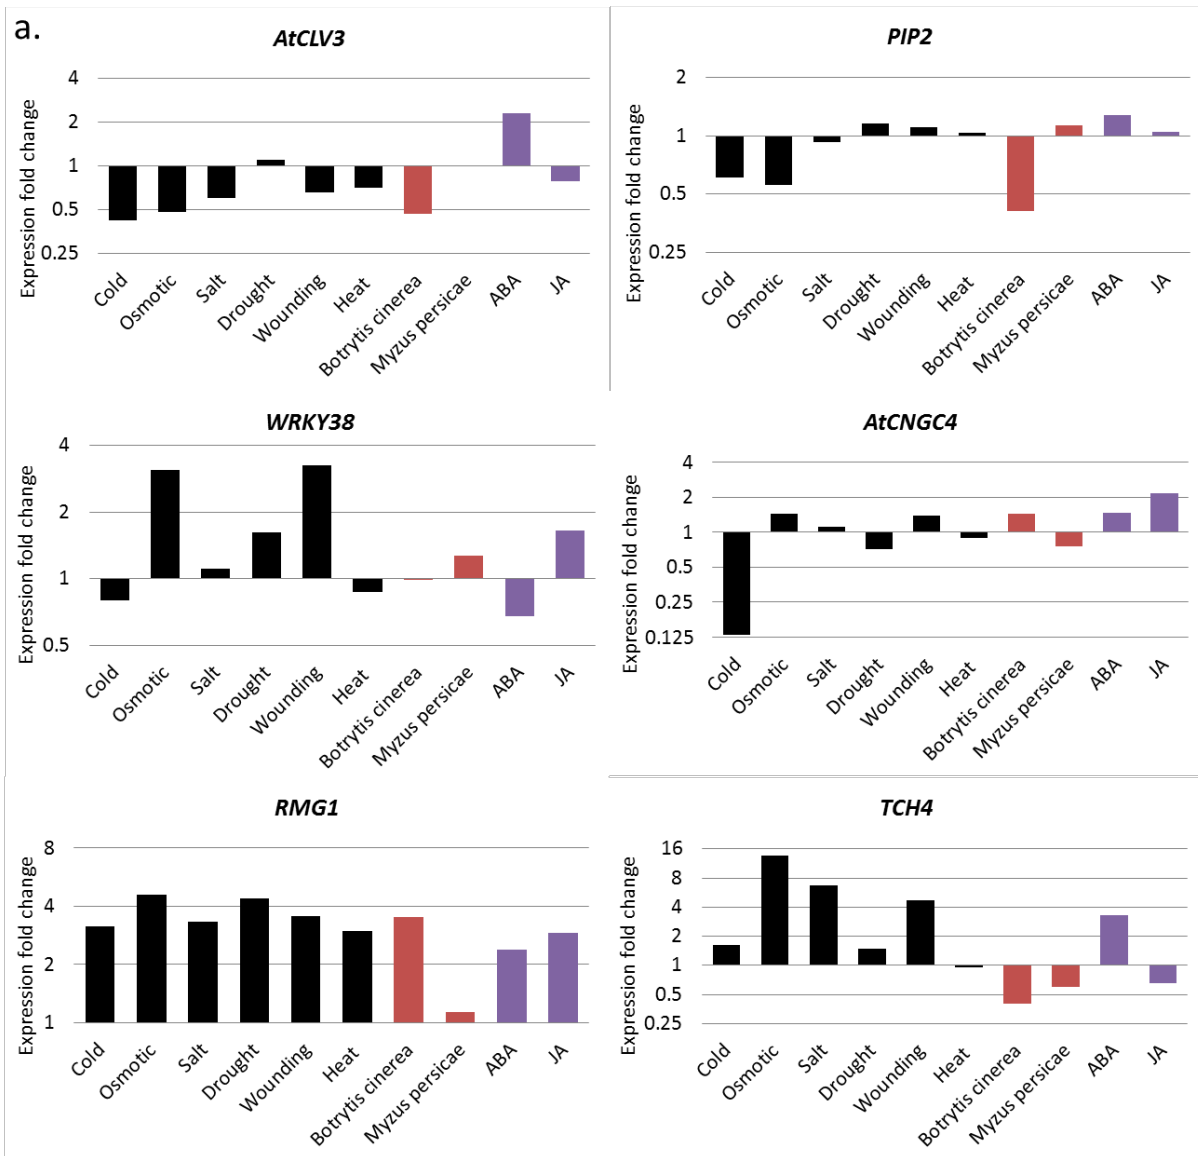 a.
AtCLV3
Expression fold change
4
2
1
0.5
0.25
Cold
Osmotic
Salt
Drought
Wounding
Heat
Botrytis cinerea
Myzus persicae
ABA
JA
PIP2
Expression fold change
2
1
0.5
0.25
Cold
Osmotic
Salt
Drought
Wounding
Heat
Botrytis cinerea
Myzus persicae
ABA
JA
WRKY38
Expression fold change
4
2
1
0.5
Cold
Osmotic
Salt
Drought
Wounding
Heat
Botrytis cinerea
Myzus persicae
ABA
JA
AtCNGC4
Expression fold change
4
2
1
0.5
0.25
0.125
Cold
Osmotic
Salt
Drought
Wounding
Heat
Botrytis cinerea
Myzus persicae
ABA
JA
RMG1
Expression fold change
8
4
2
1
Cold
Osmotic
Salt
Drought
Wounding
Heat
Botrytis cinerea
Myzus persicae
ABA
JA
TCH4
Expression fold change
16
8
4
2
1
0.5
0.25
Cold
Osmotic
Salt
Drought
Wounding
Heat
Botrytis cinerea
Myzus persicae
ABA
JA